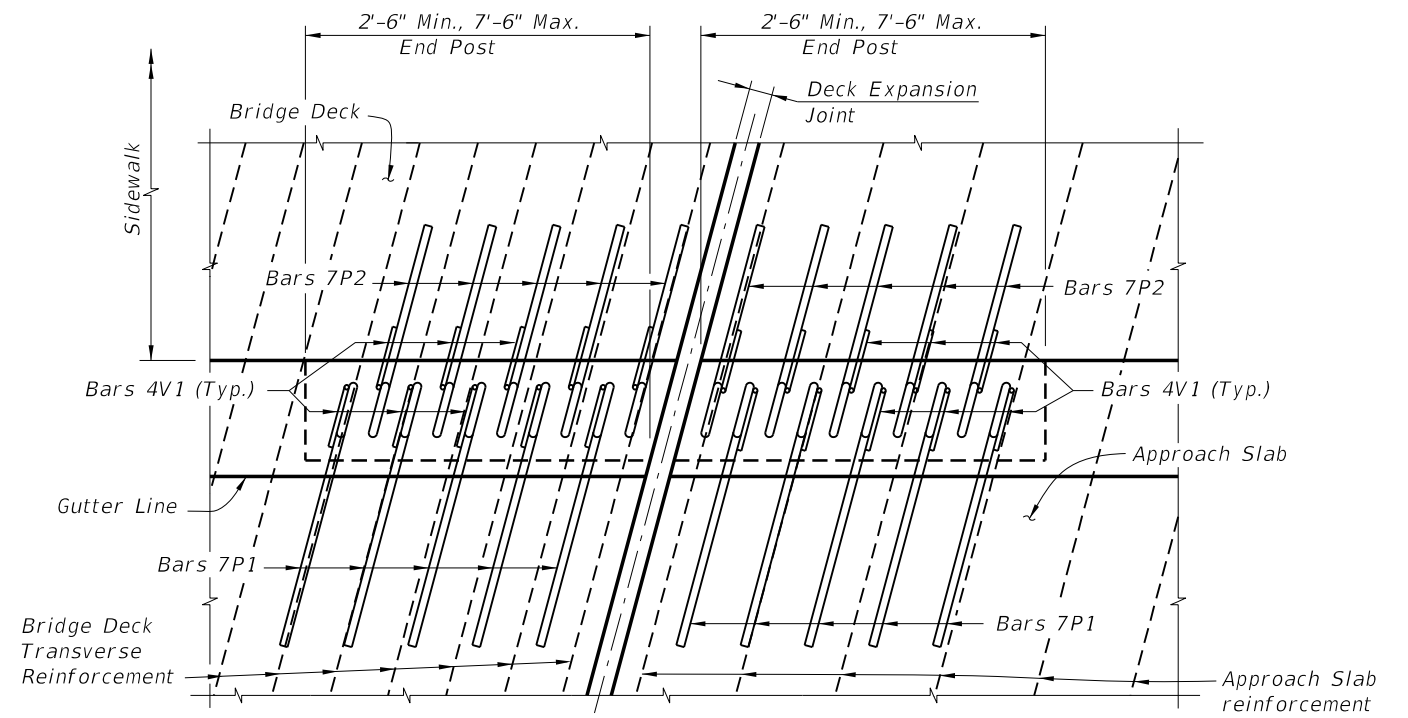 2'-6" Min., 7'-6" Max.
End Post
2'-6" Min., 7'-6" Max.
End Post
Deck Expansion
Joint
Bridge Deck
Sidewalk
Bars 7P2
Bars 7P2
Bars 4V1 (Typ.)
Bars 4V1 (Typ.)
Approach Slab
Gutter Line
Bars 7P1
Bars 7P1
Bridge Deck
Transverse
Reinforcement
Approach Slab
reinforcement